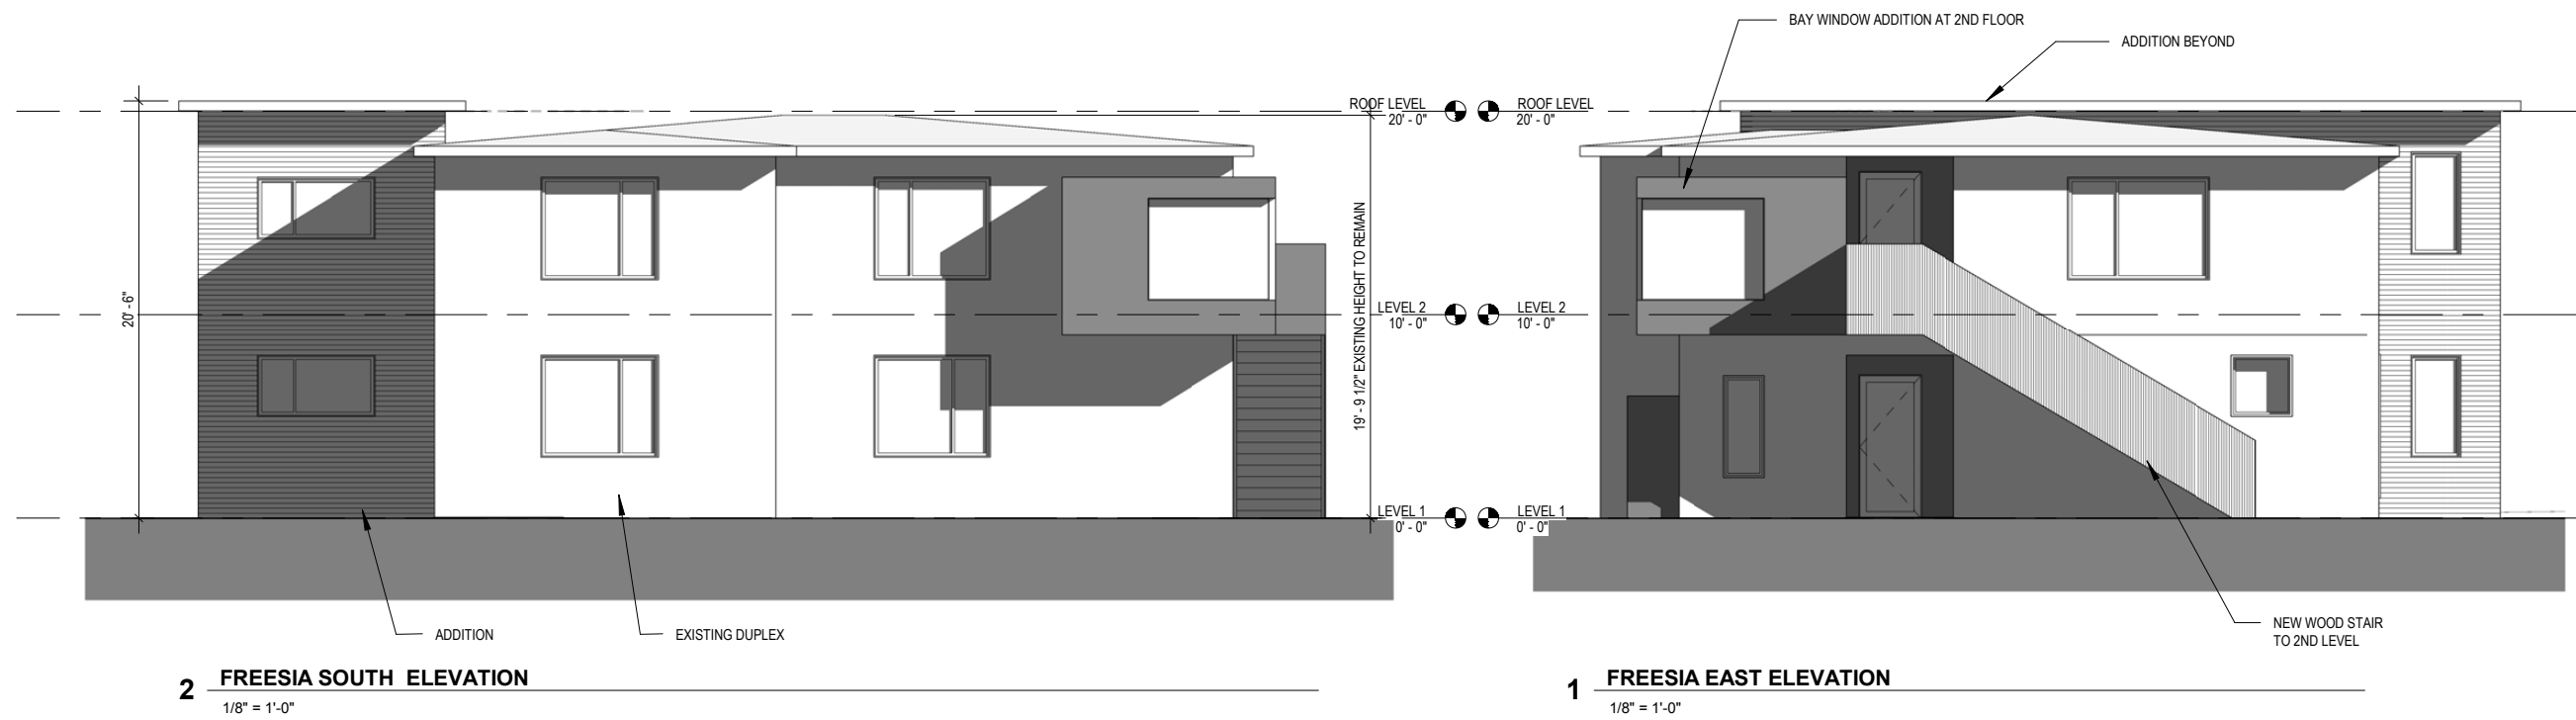 BAY WINDOW ADDITION AT 2ND FLOOR
ADDITION BEYOND
ROOF LEVEL
20' - 0"
ROOF LEVEL
20' - 0"
20' - 6"
19' - 9 1/2" EXISTING HEIGHT TO REMAIN
LEVEL 2
10' - 0"
LEVEL 2
10' - 0"
LEVEL 1
0' - 0"
LEVEL 1
0' - 0"
ADDITION
EXISTING DUPLEX
NEW WOOD STAIR
TO 2ND LEVEL
2 FREESIA SOUTH ELEVATION
1/8" = 1'-0"
1 FREESIA EAST ELEVATION
1/8" = 1'-0"